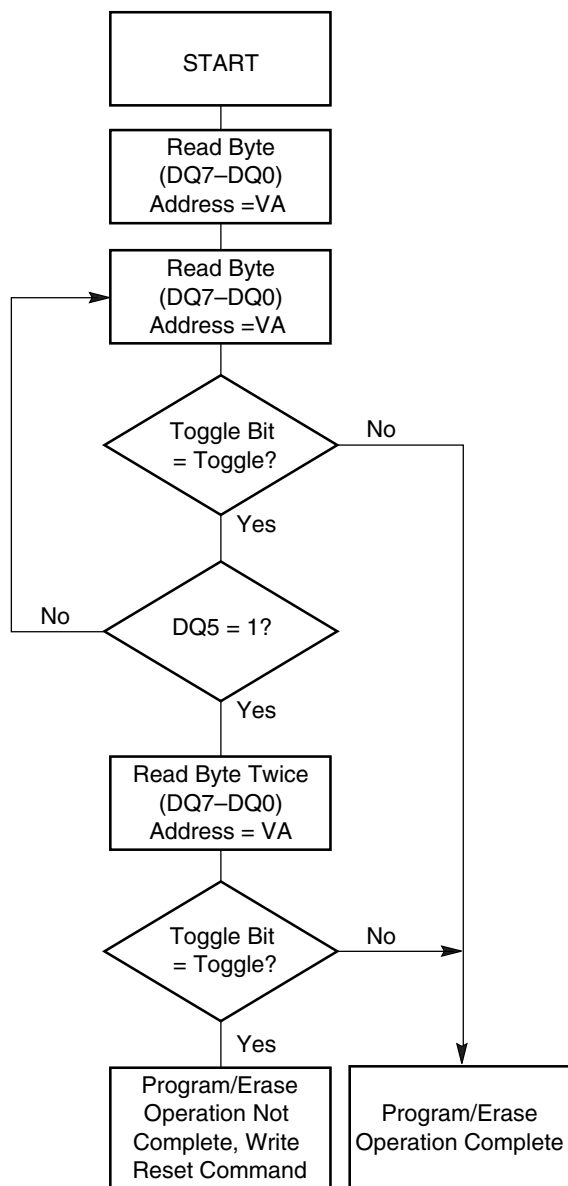 START
Read Byte
(DQ7–DQ0)
Address =VA
Read Byte
(DQ7–DQ0)
Address =VA
Toggle Bit
= Toggle?
No
Yes
No
DQ5 = 1?
Yes
Read Byte Twice
(DQ7–DQ0)
Address = VA
Toggle Bit
= Toggle?
No
Yes
Program/Erase
Operation Not
Complete, Write
Reset Command
Program/Erase
Operation Complete